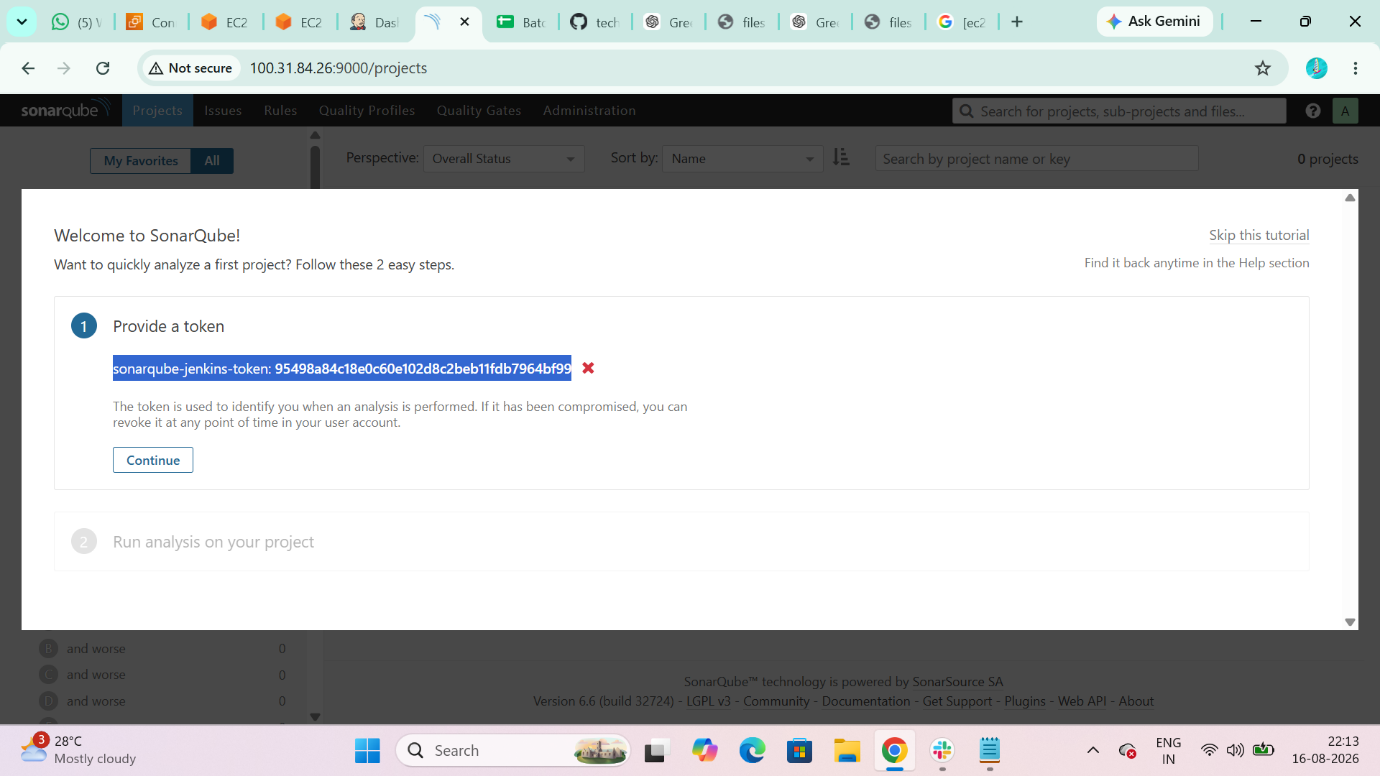 (5) W
Con
EC2
EC2
Das
Batc
tech
Gree
files
Gree
files
[ec2
Ask Gemini
Not secure
100.31.84.26:9000/projects
sonarqube
Projects
Issues
Rules
Quality Profiles
Quality Gates
Administration
Search for projects, sub-projects and files...
A
My Favorites
All
Perspective:
Overall Status
Sort by:
Name
Search by project name or key
0 projects
Welcome to SonarQube!
Skip this tutorial
Want to quickly analyze a first project? Follow these 2 easy steps.
Find it back anytime in the Help section
1
Provide a token
sonarqube-jenkins-token: 95498a84c18e0c60e102d8c2beb11fdb7964bf99
The token is used to identify you when an analysis is performed. If it has been compromised, you can
revoke it at any point of time in your user account.
Continue
2
Run analysis on your project
B and worse 0
C and worse 0
D and worse 0
SonarQube™ technology is powered by SonarSource SA
Version 6.6 (build 32724) - LGPL v3 - Community - Documentation - Get Support - Plugins - Web API - About
3
28°C
Mostly cloudy
Search
ENG
IN
22:13
16-08-2026